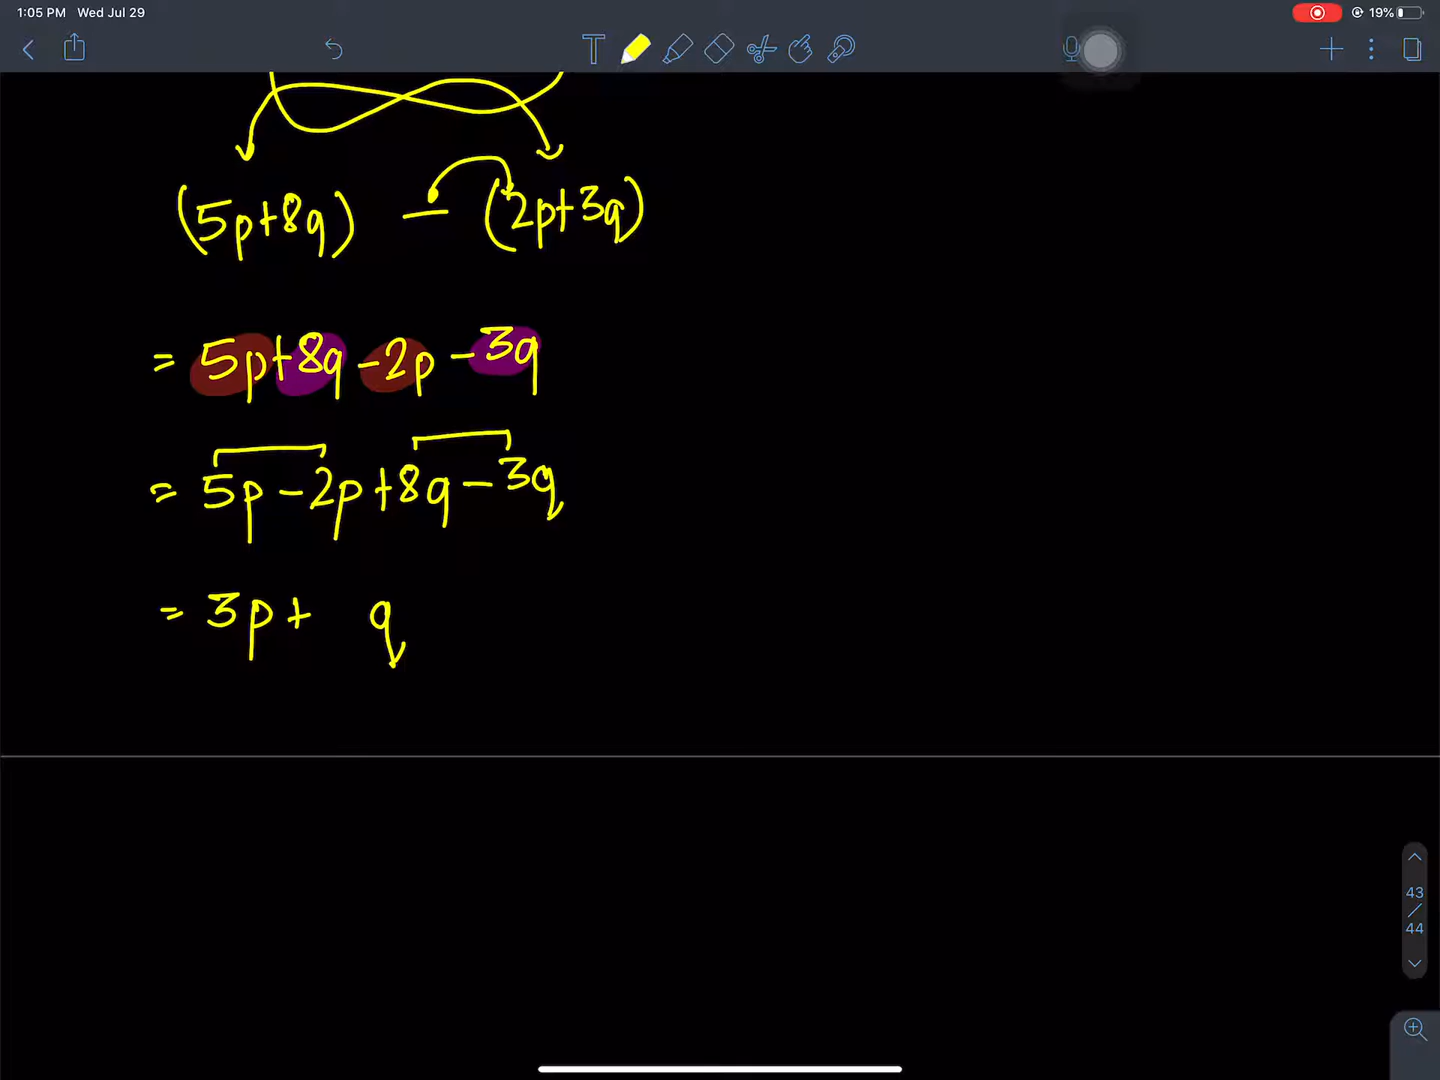 1:05 PM Wed Jul 29
19%
T
(5p+8q) − (2p+3q)
= 5p+8q −2p −3q
= 5p −2p +8q −3q
= 3p + q
43
/
44